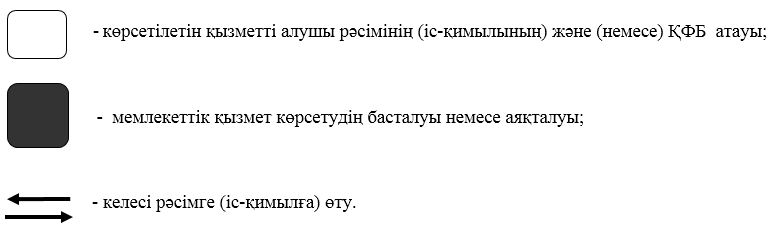 - көрсетілетін қызметті алушы рәсімінің (іс-қимылының) және (немесе) ҚФБ атауы;
- мемлекеттік қызмет көрсетудің басталуы немесе аяқталуы;
- келесі рәсімге (іс-қимылға) өту.